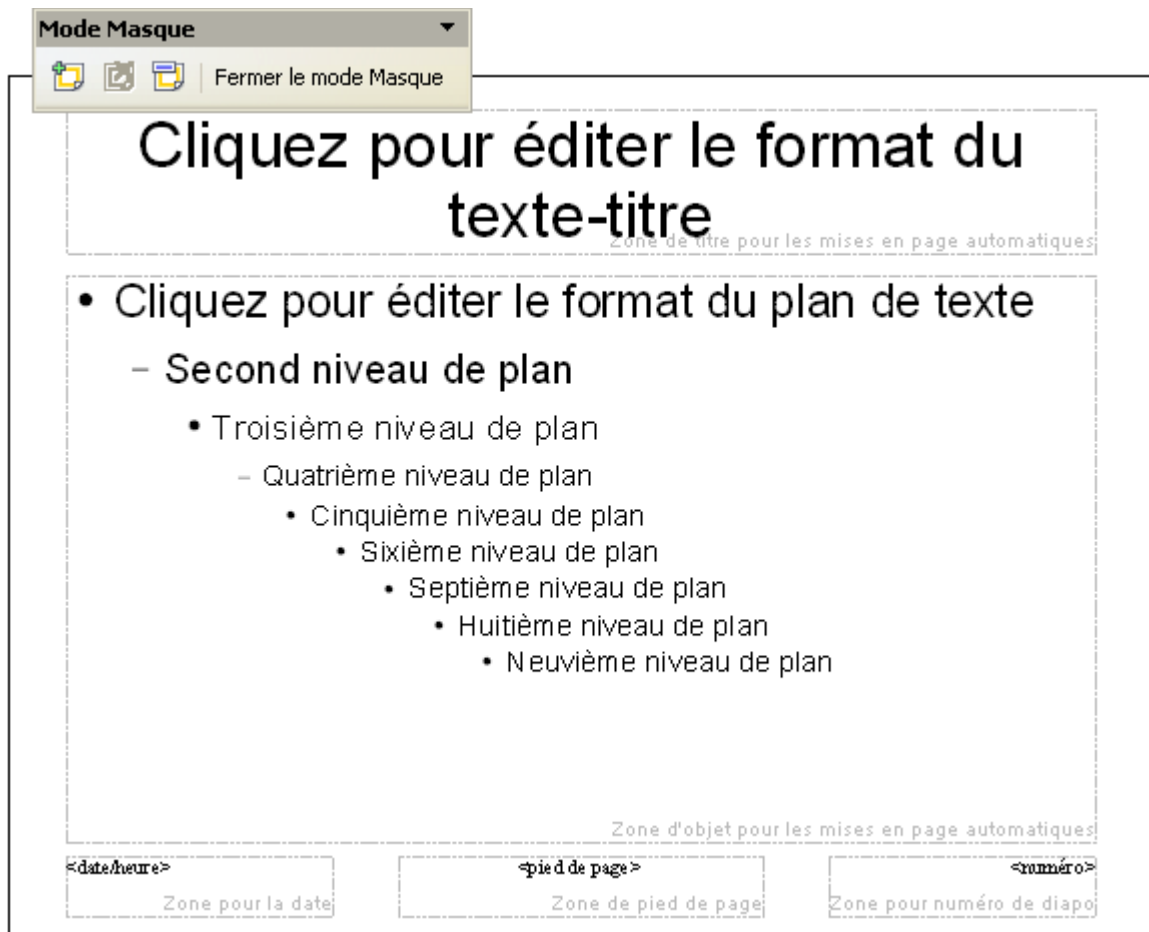 Mode Masque
Fermer le mode Masque
Cliquez pour éditer le format du
texte-titre
Zone de titre pour les mises en page automatiques
• Cliquez pour éditer le format du plan de texte
– Second niveau de plan
• Troisième niveau de plan
– Quatrième niveau de plan
• Cinquième niveau de plan
• Sixième niveau de plan
• Septième niveau de plan
• Huitième niveau de plan
• Neuvième niveau de plan
Zone d'objet pour les mises en page automatiques
<date/heure>
Zone pour la date
<pied de page>
Zone de pied de page
<numéro>
Zone pour numéro de diapo